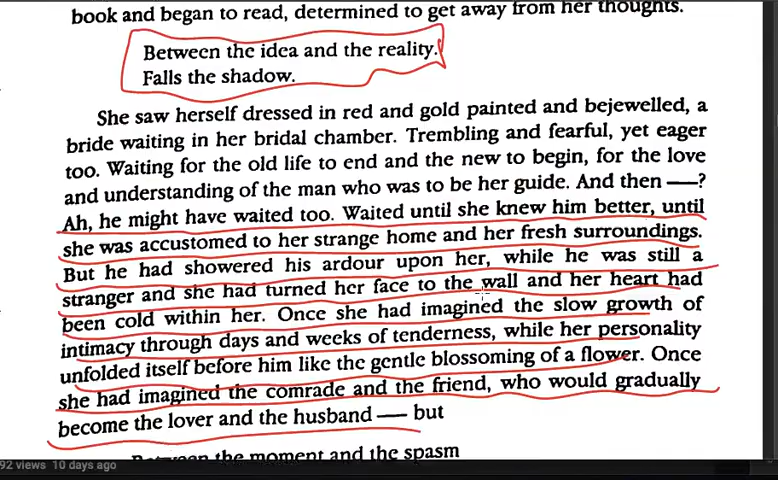 book and began to read, determined to get away from her thoughts.
Between the idea and the reality.
Falls the shadow.
She saw herself dressed in red and gold painted and bejewelled, a
bride waiting in her bridal chamber. Trembling and fearful, yet eager
too. Waiting for the old life to end and the new to begin, for the love
and understanding of the man who was to be her guide. And then —?
Ah, he might have waited too. Waited until she knew him better, until
she was accustomed to her strange home and her fresh surroundings.
But he had showered his ardour upon her, while he was still a
stranger and she had turned her face to the wall and her heart had
been cold within her. Once she had imagined the slow growth of
intimacy through days and weeks of tenderness, while her personality
unfolded itself before him like the gentle blossoming of a flower. Once
she had imagined the comrade and the friend, who would gradually
become the lover and the husband — but
Between the moment and the spasm
92 views 10 days ago